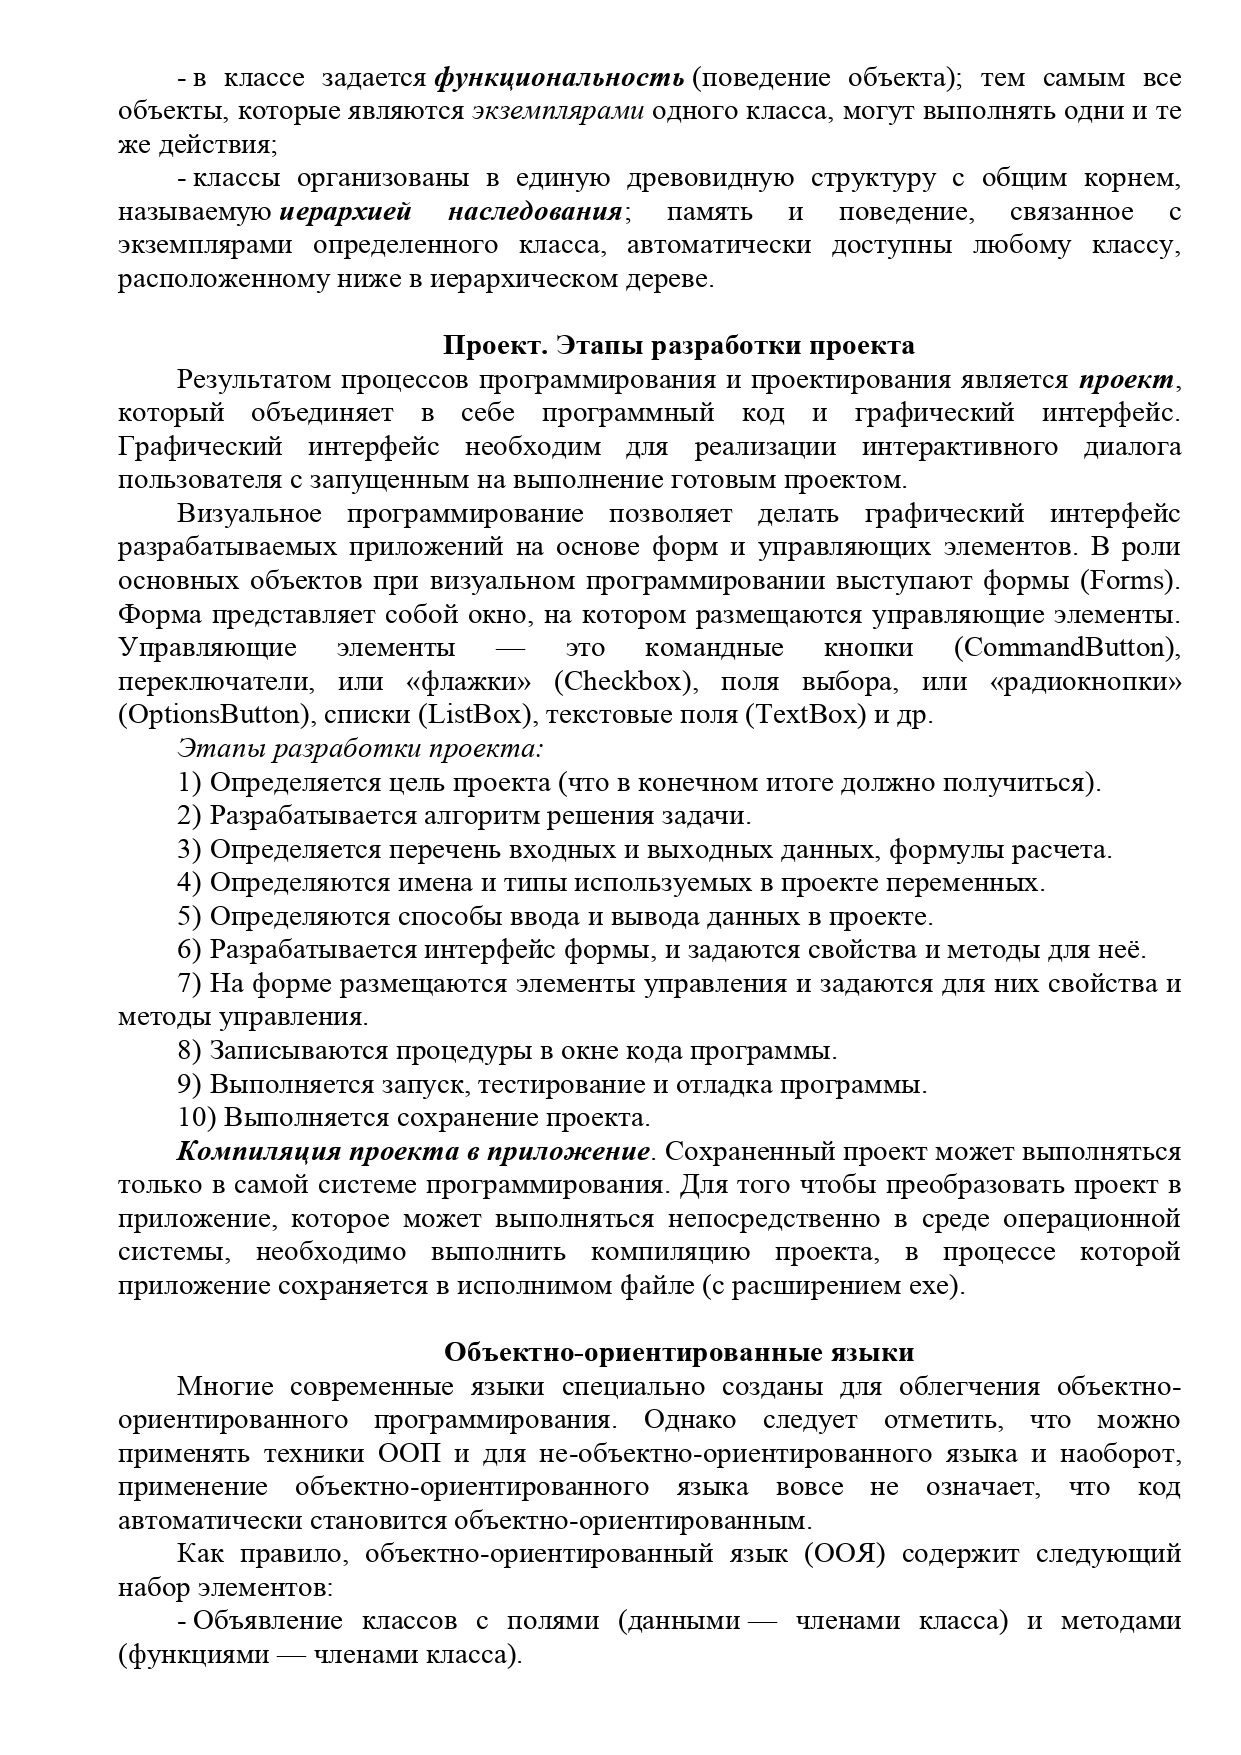 - в классе задается функциональность (поведение объекта); тем самым все
объекты, которые являются экземплярами одного класса, могут выполнять одни и те
же действия;
- классы организованы в единую древовидную структуру с общим корнем,
называемую иерархией наследования; память и поведение, связанное с
экземплярами определенного класса, автоматически доступны любому классу,
расположенному ниже в иерархическом дереве.
Проект. Этапы разработки проекта
Результатом процессов программирования и проектирования является проект,
который объединяет в себе программный код и графический интерфейс.
Графический интерфейс необходим для реализации интерактивного диалога
пользователя с запущенным на выполнение готовым проектом.
Визуальное программирование позволяет делать графический интерфейс
разрабатываемых приложений на основе форм и управляющих элементов. В роли
основных объектов при визуальном программировании выступают формы (Forms).
Форма представляет собой окно, на котором размещаются управляющие элементы.
Управляющие элементы — это командные кнопки (CommandButton),
переключатели, или «флажки» (Checkbox), поля выбора, или «радиокнопки»
(OptionsButton), списки (ListBox), текстовые поля (TextBox) и др.
Этапы разработки проекта:
1) Определяется цель проекта (что в конечном итоге должно получиться).
2) Разрабатывается алгоритм решения задачи.
3) Определяется перечень входных и выходных данных, формулы расчета.
4) Определяются имена и типы используемых в проекте переменных.
5) Определяются способы ввода и вывода данных в проекте.
6) Разрабатывается интерфейс формы, и задаются свойства и методы для неё.
7) На форме размещаются элементы управления и задаются для них свойства и
методы управления.
8) Записываются процедуры в окне кода программы.
9) Выполняется запуск, тестирование и отладка программы.
10) Выполняется сохранение проекта.
Компиляция проекта в приложение. Сохраненный проект может выполняться
только в самой системе программирования. Для того чтобы преобразовать проект в
приложение, которое может выполняться непосредственно в среде операционной
системы, необходимо выполнить компиляцию проекта, в процессе которой
приложение сохраняется в исполнимом файле (с расширением exe).
Объектно-ориентированные языки
Многие современные языки специально созданы для облегчения объектно-
ориентированного программирования. Однако следует отметить, что можно
применять техники ООП и для не-объектно-ориентированного языка и наоборот,
применение объектно-ориентированного языка вовсе не означает, что код
автоматически становится объектно-ориентированным.
Как правило, объектно-ориентированный язык (ООЯ) содержит следующий
набор элементов:
- Объявление классов с полями (данными — членами класса) и методами
(функциями — членами класса).